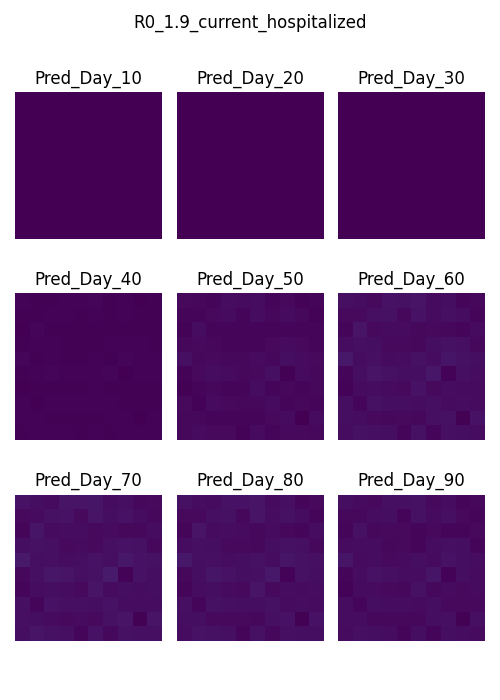 R0_1.9_current_hospitalized
Pred_Day_10 Pred_Day_20 Pred_Day_30
Pred_Day_40 Pred_Day_50 Pred_Day_60
Pred_Day_70 Pred_Day_80 Pred_Day_90